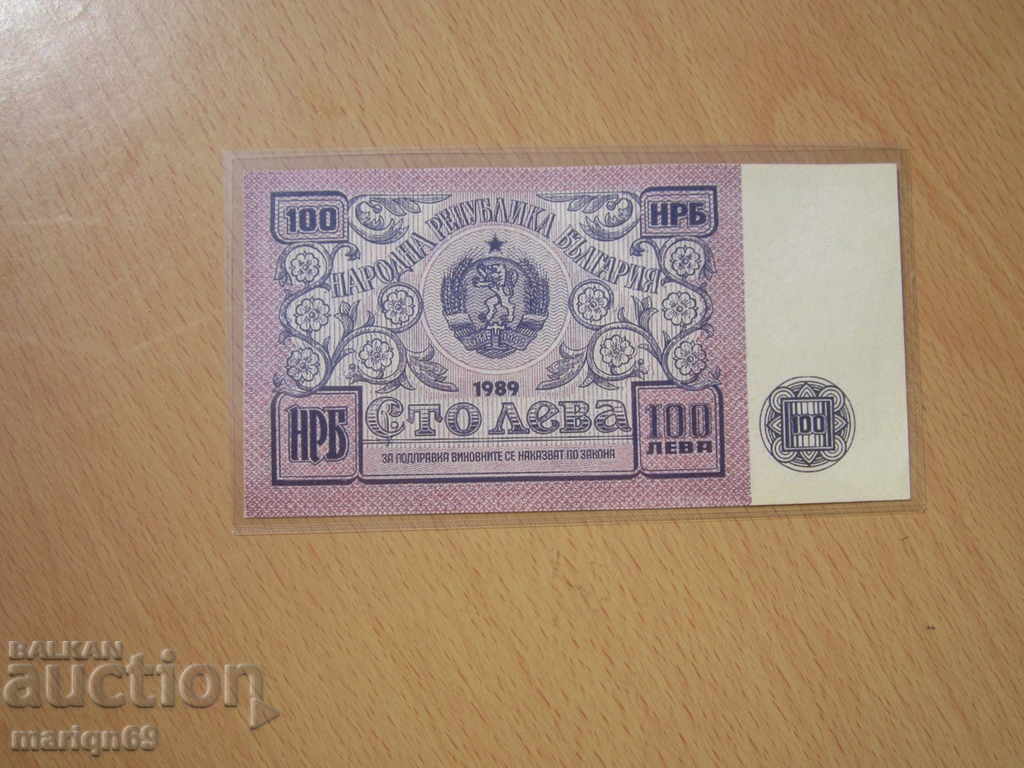 100
НРБ
НАРОДНА РЕПУБЛИКА БЪЛГАРИЯ
1989
НРБ
СТО ЛЕВА
100
ЛЕВА
ЗА ПОДПРАВКА ВИНОВНИТЕ СЕ НАКАЗВАТ ПО ЗАКОНА
100
BALKAN
auction
mariqn69